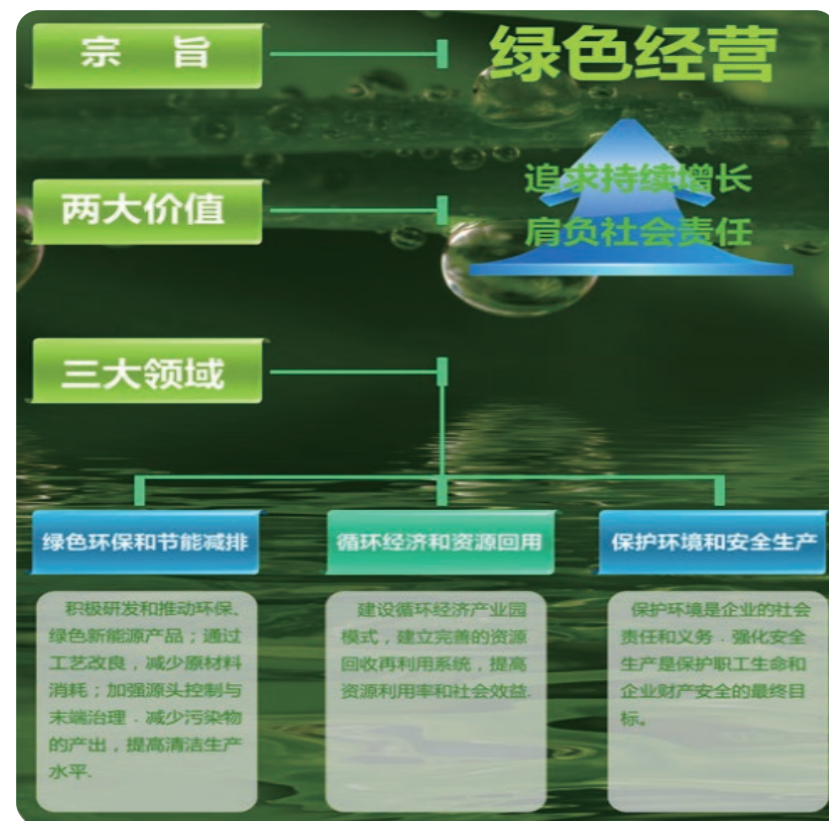 宗 旨
绿色经营
两大价值
追求持续增长
肩负社会责任
三大领域
绿色环保和节能减排
积极研发和推动环保、
绿色新能源产品；通过
工艺改良，减少原材料
消耗；加强源头控制与
末端治理．减少污染物
的产出，提高清洁生产
水平.
循环经济和资源回用
建设循环经济产业园
模式，建立完善的资源
回收再利用系统，提高
资源利用率和社会效益.
保护环境和安全生产
保护环境是企业的社会
责任和义务．强化安全
生产是保护职工生命和
企业财产安全的最终目
标。